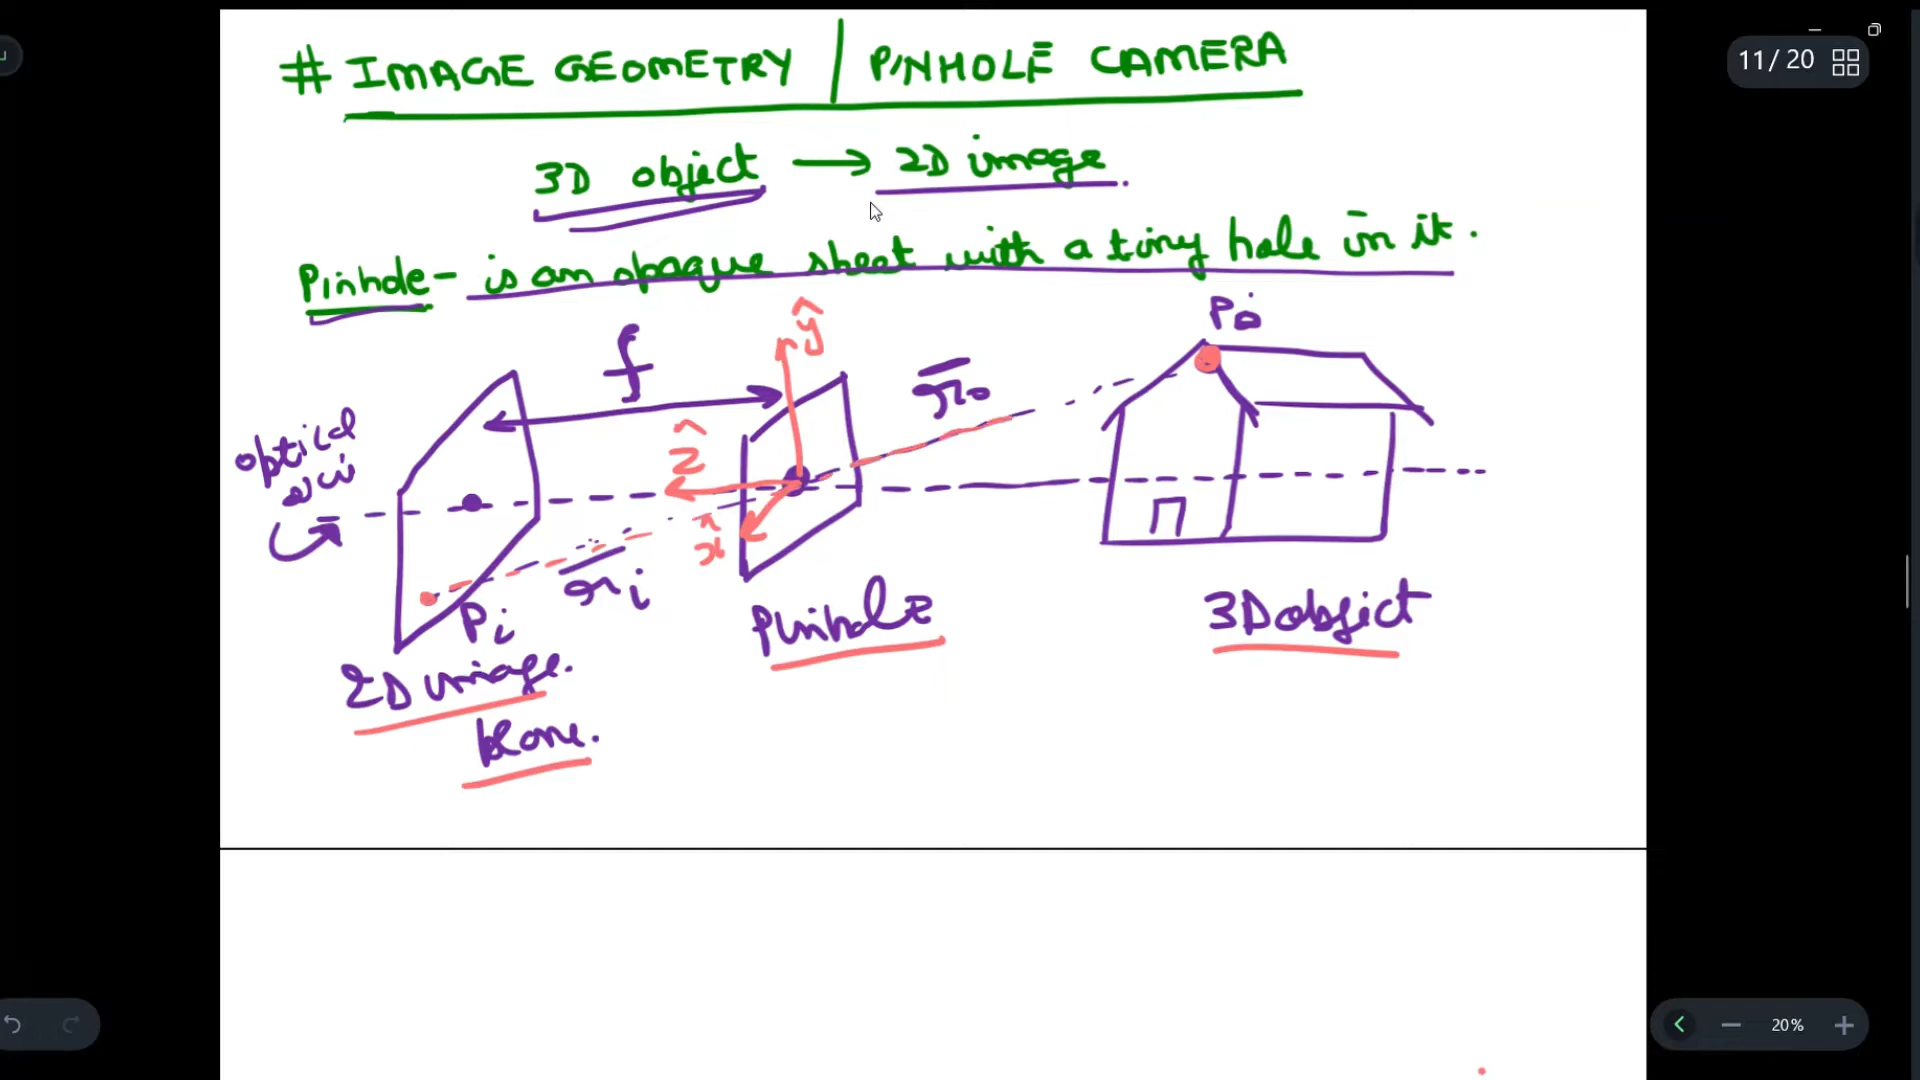 11/ 20
# IMAGE GEOMETRY | PINHOLE CAMERA
3D object → 2D image.
Pinhole - is an opaque sheet with a tiny hole in it.
Po
ŷ
f
r̄o
optical
axis
ẑ
x̂
r̄i
Pi
Pinhole
3D object
2D image.
plane.
20%